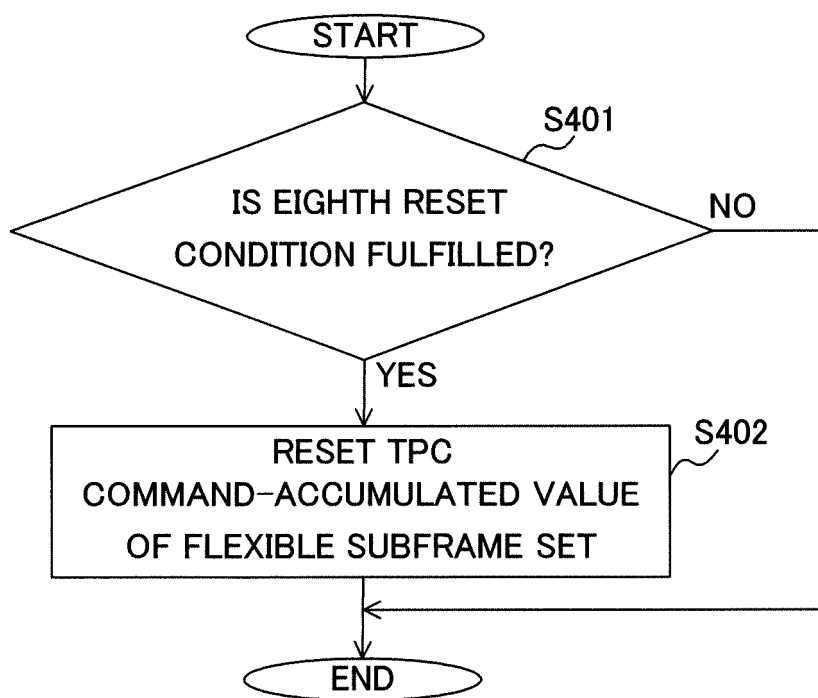 START
S401
IS EIGHTH RESET
CONDITION FULFILLED?
NO
YES
S402
RESET TPC
COMMAND-ACCUMULATED VALUE
OF FLEXIBLE SUBFRAME SET
END